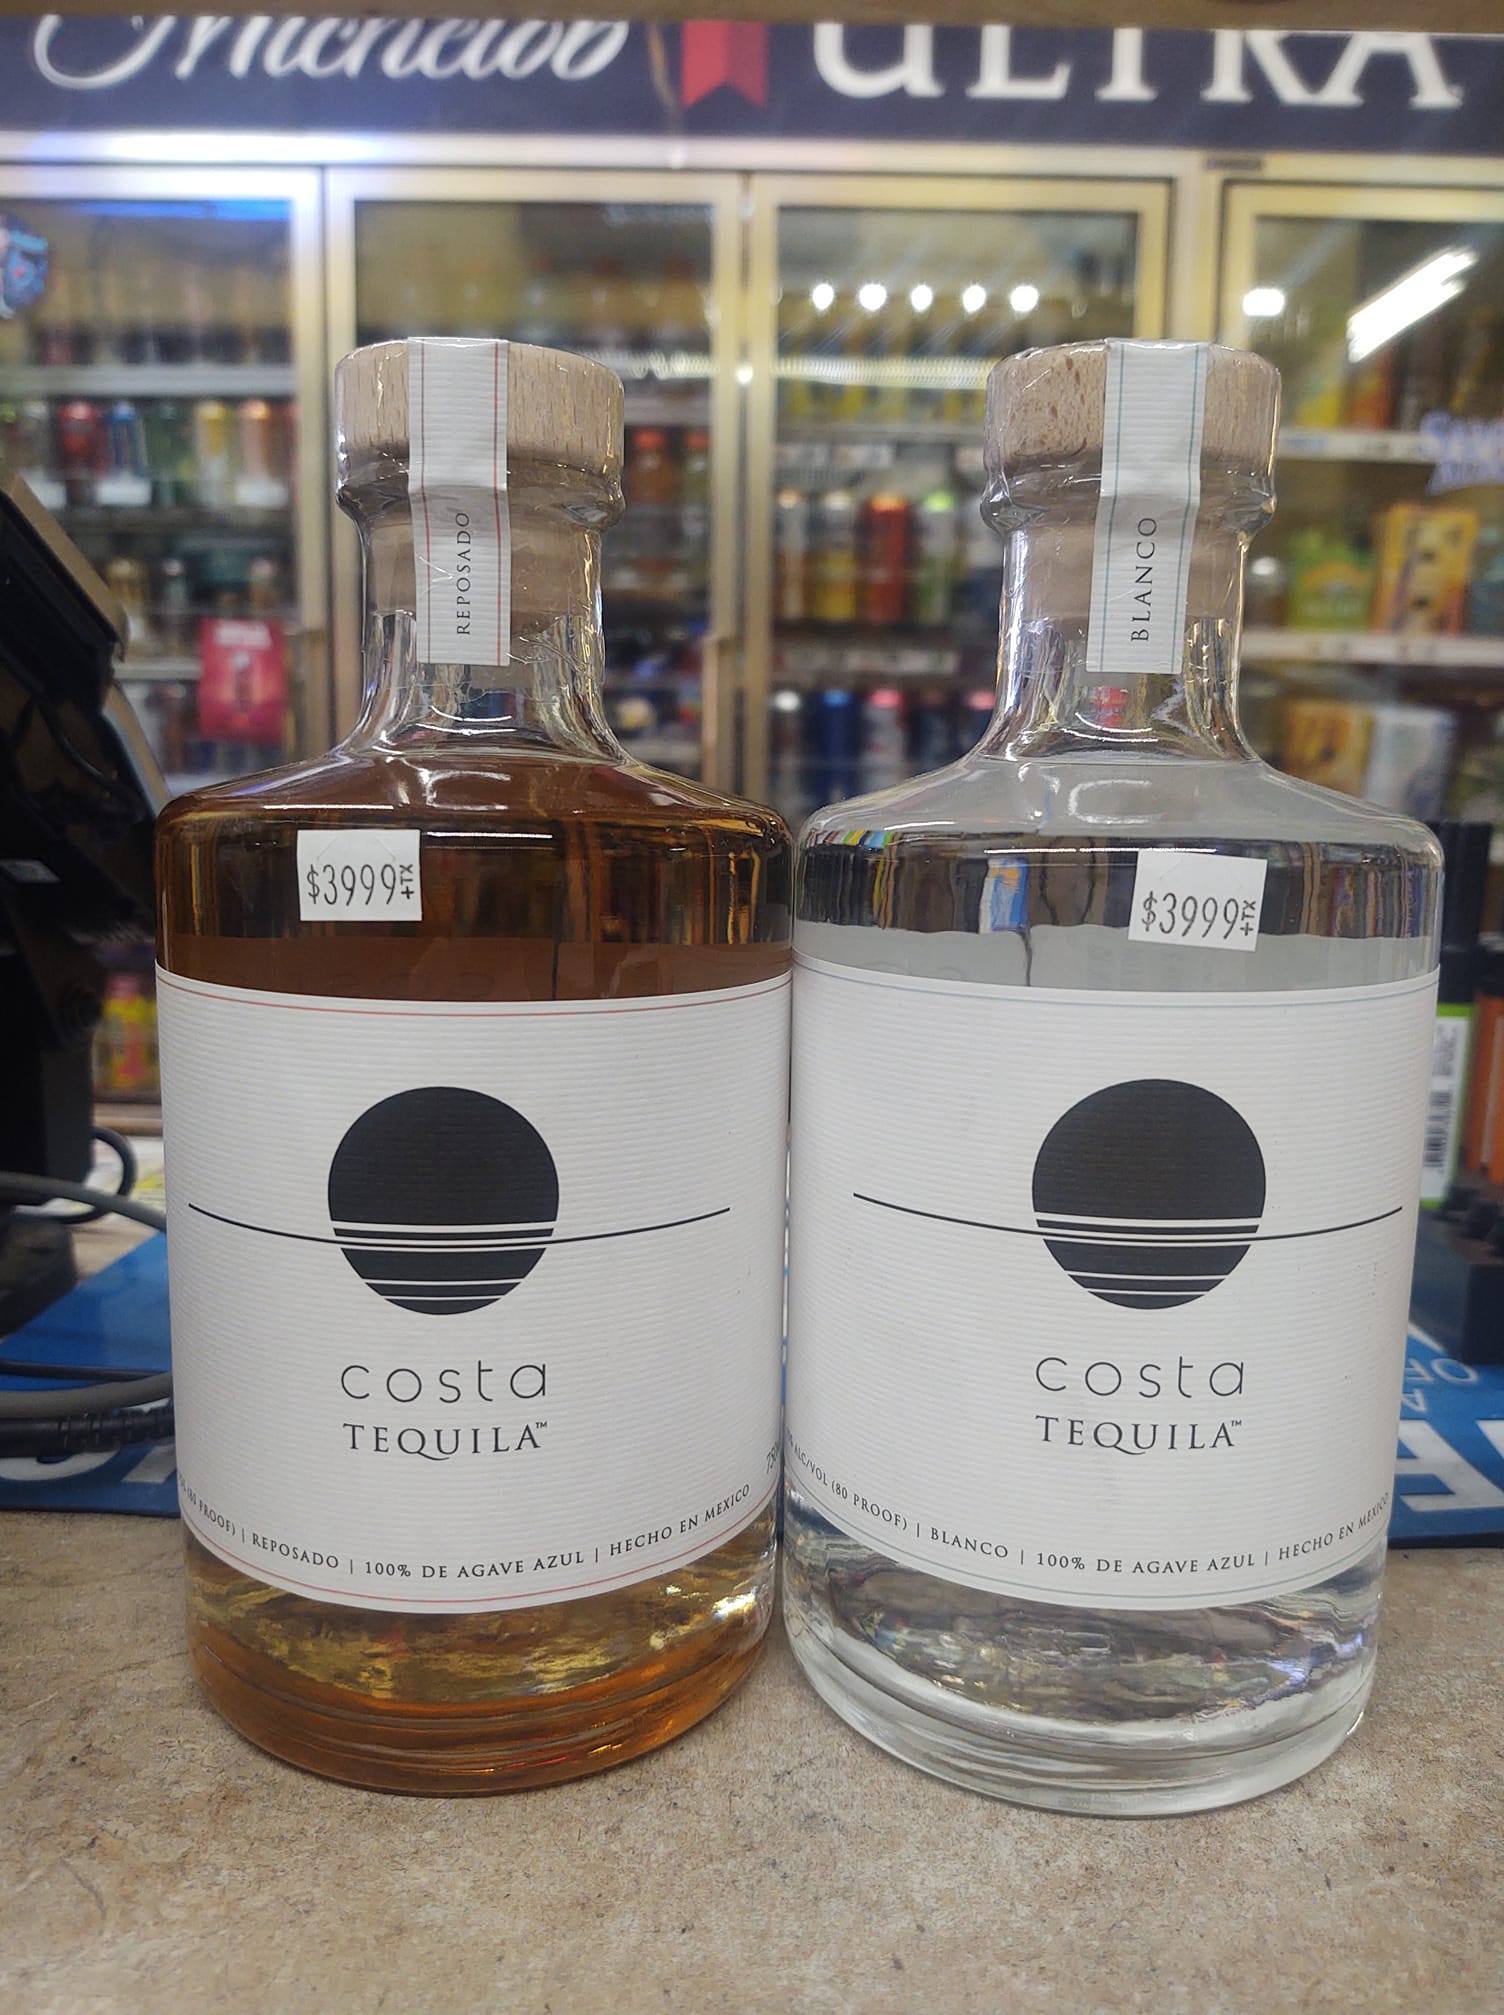 Michelob ULTRA
REPOSADO
$3999+TX
costa
TEQUILA™
(80 PROOF) | REPOSADO | 100% DE AGAVE AZUL | HECHO EN MEXICO
BLANCO
$3999+TX
costa
TEQUILA™
ALC/VOL (80 PROOF) | BLANCO | 100% DE AGAVE AZUL | HECHO EN MEXICO